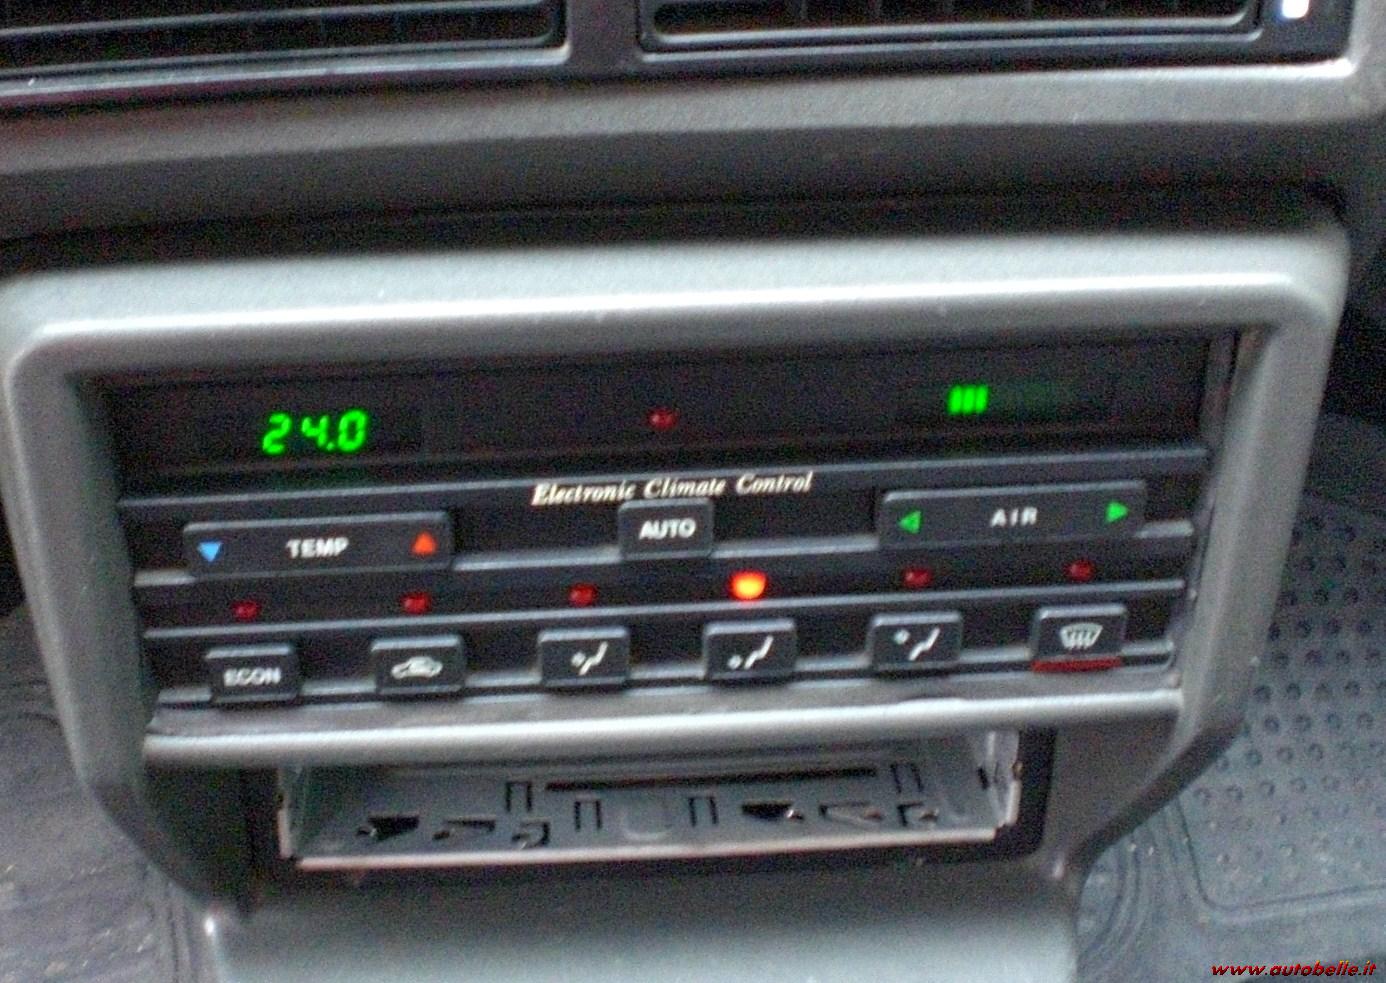 24.0
Electronic Climate Control
TEMP
AUTO
AIR
ECON
www.autobelle.it